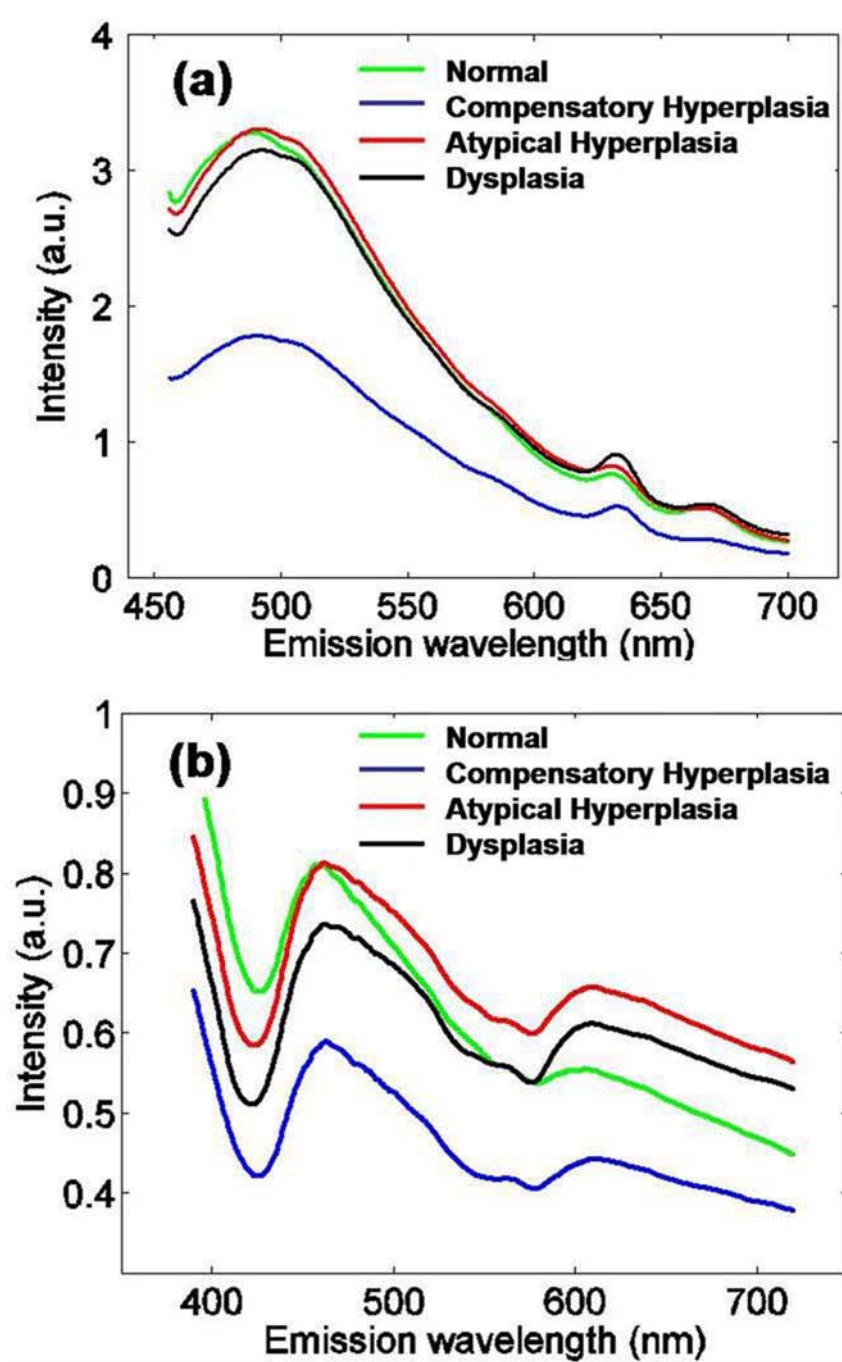 4
(a)
Normal
Compensatory Hyperplasia
Atypical Hyperplasia
Dysplasia
3
2
1
0
Intensity (a.u.)
450 500 550 600 650 700
Emission wavelength (nm)
1
(b)
Normal
Compensatory Hyperplasia
Atypical Hyperplasia
Dysplasia
0.9
0.8
0.7
0.6
0.5
0.4
Intensity (a.u.)
400 500 600 700
Emission wavelength (nm)